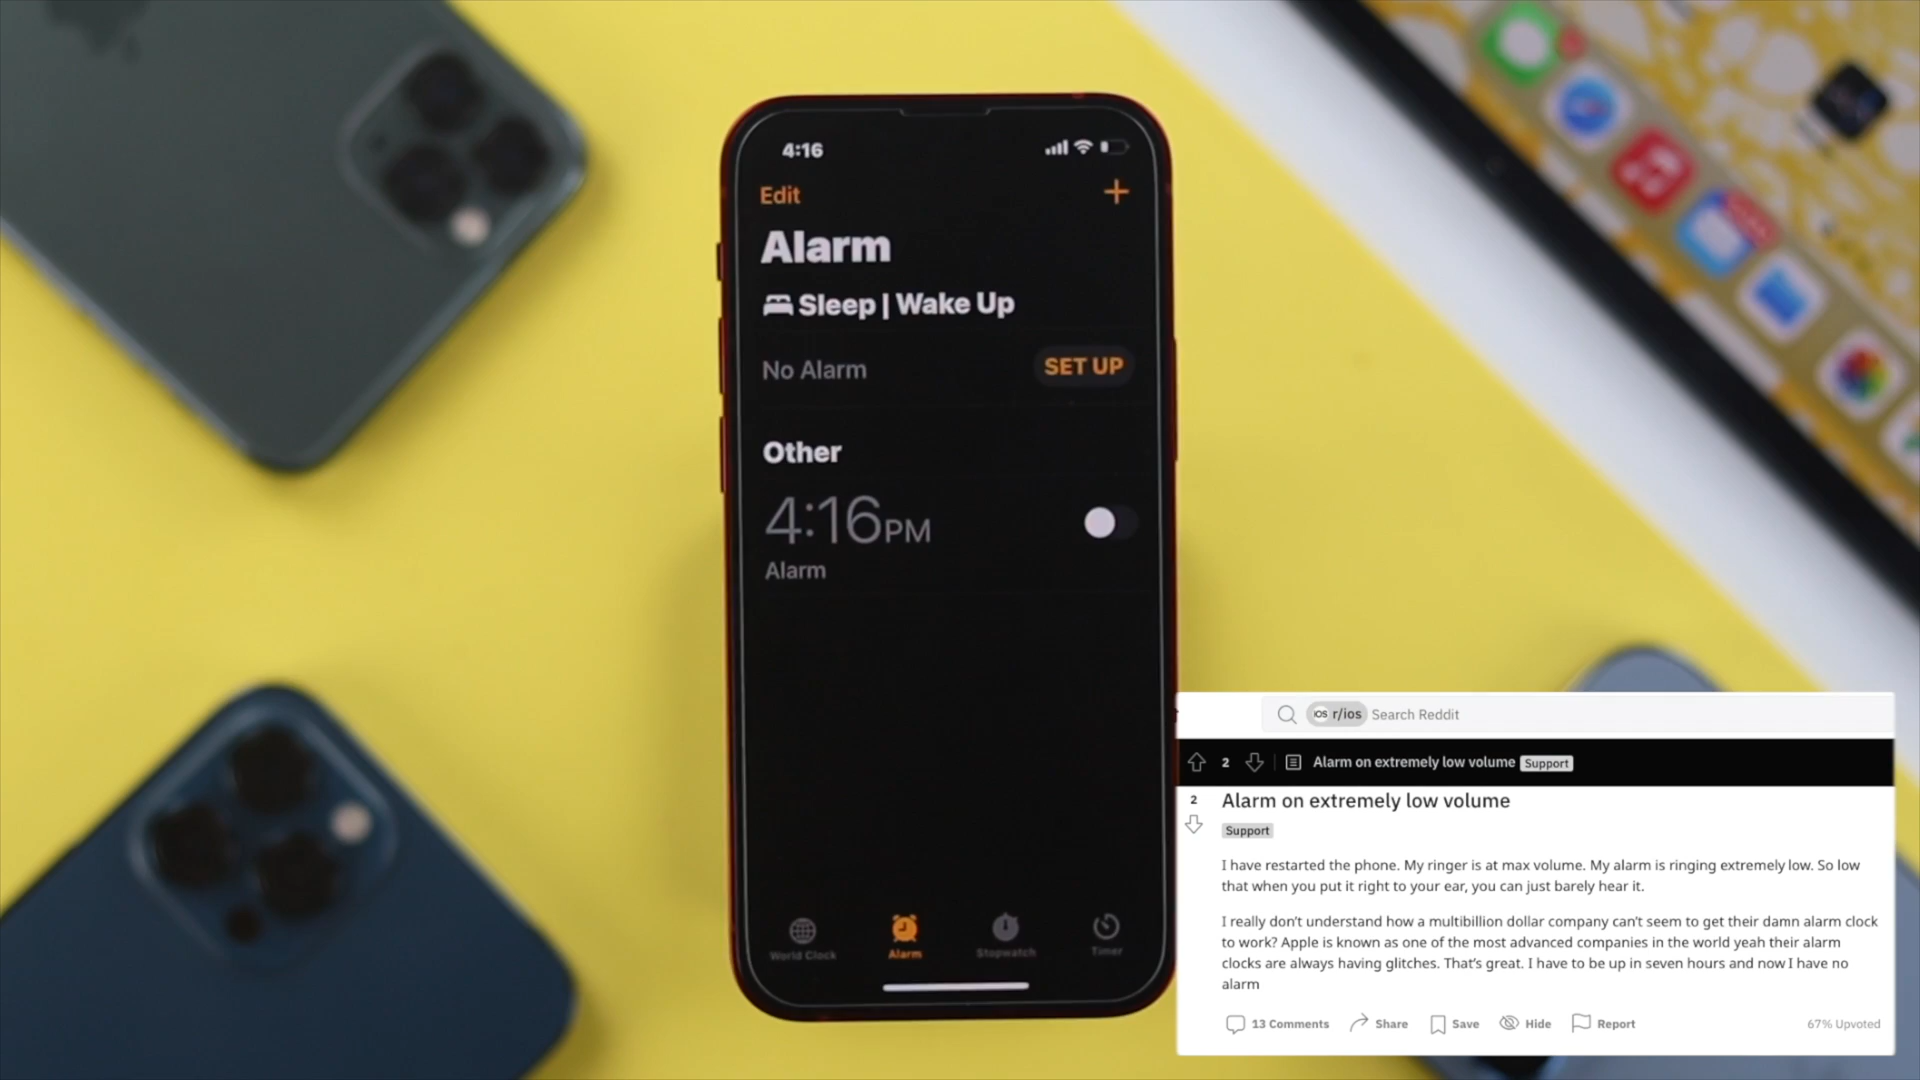 4:16
Edit
Alarm
Sleep | Wake Up
No Alarm
SET UP
Other
4:16PM
Alarm
World Clock
Alarm
Stopwatch
Timer
iOS r/ios Search Reddit
2 Alarm on extremely low volume Support
2
Alarm on extremely low volume
Support
I have restarted the phone. My ringer is at max volume. My alarm is ringing extremely low. So low
that when you put it right to your ear, you can just barely hear it.
I really don't understand how a multibillion dollar company can't seem to get their damn alarm clock
to work? Apple is known as one of the most advanced companies in the world yeah their alarm
clocks are always having glitches. That's great. I have to be up in seven hours and now I have no
alarm
13 Comments Share Save Hide Report 67% Upvoted